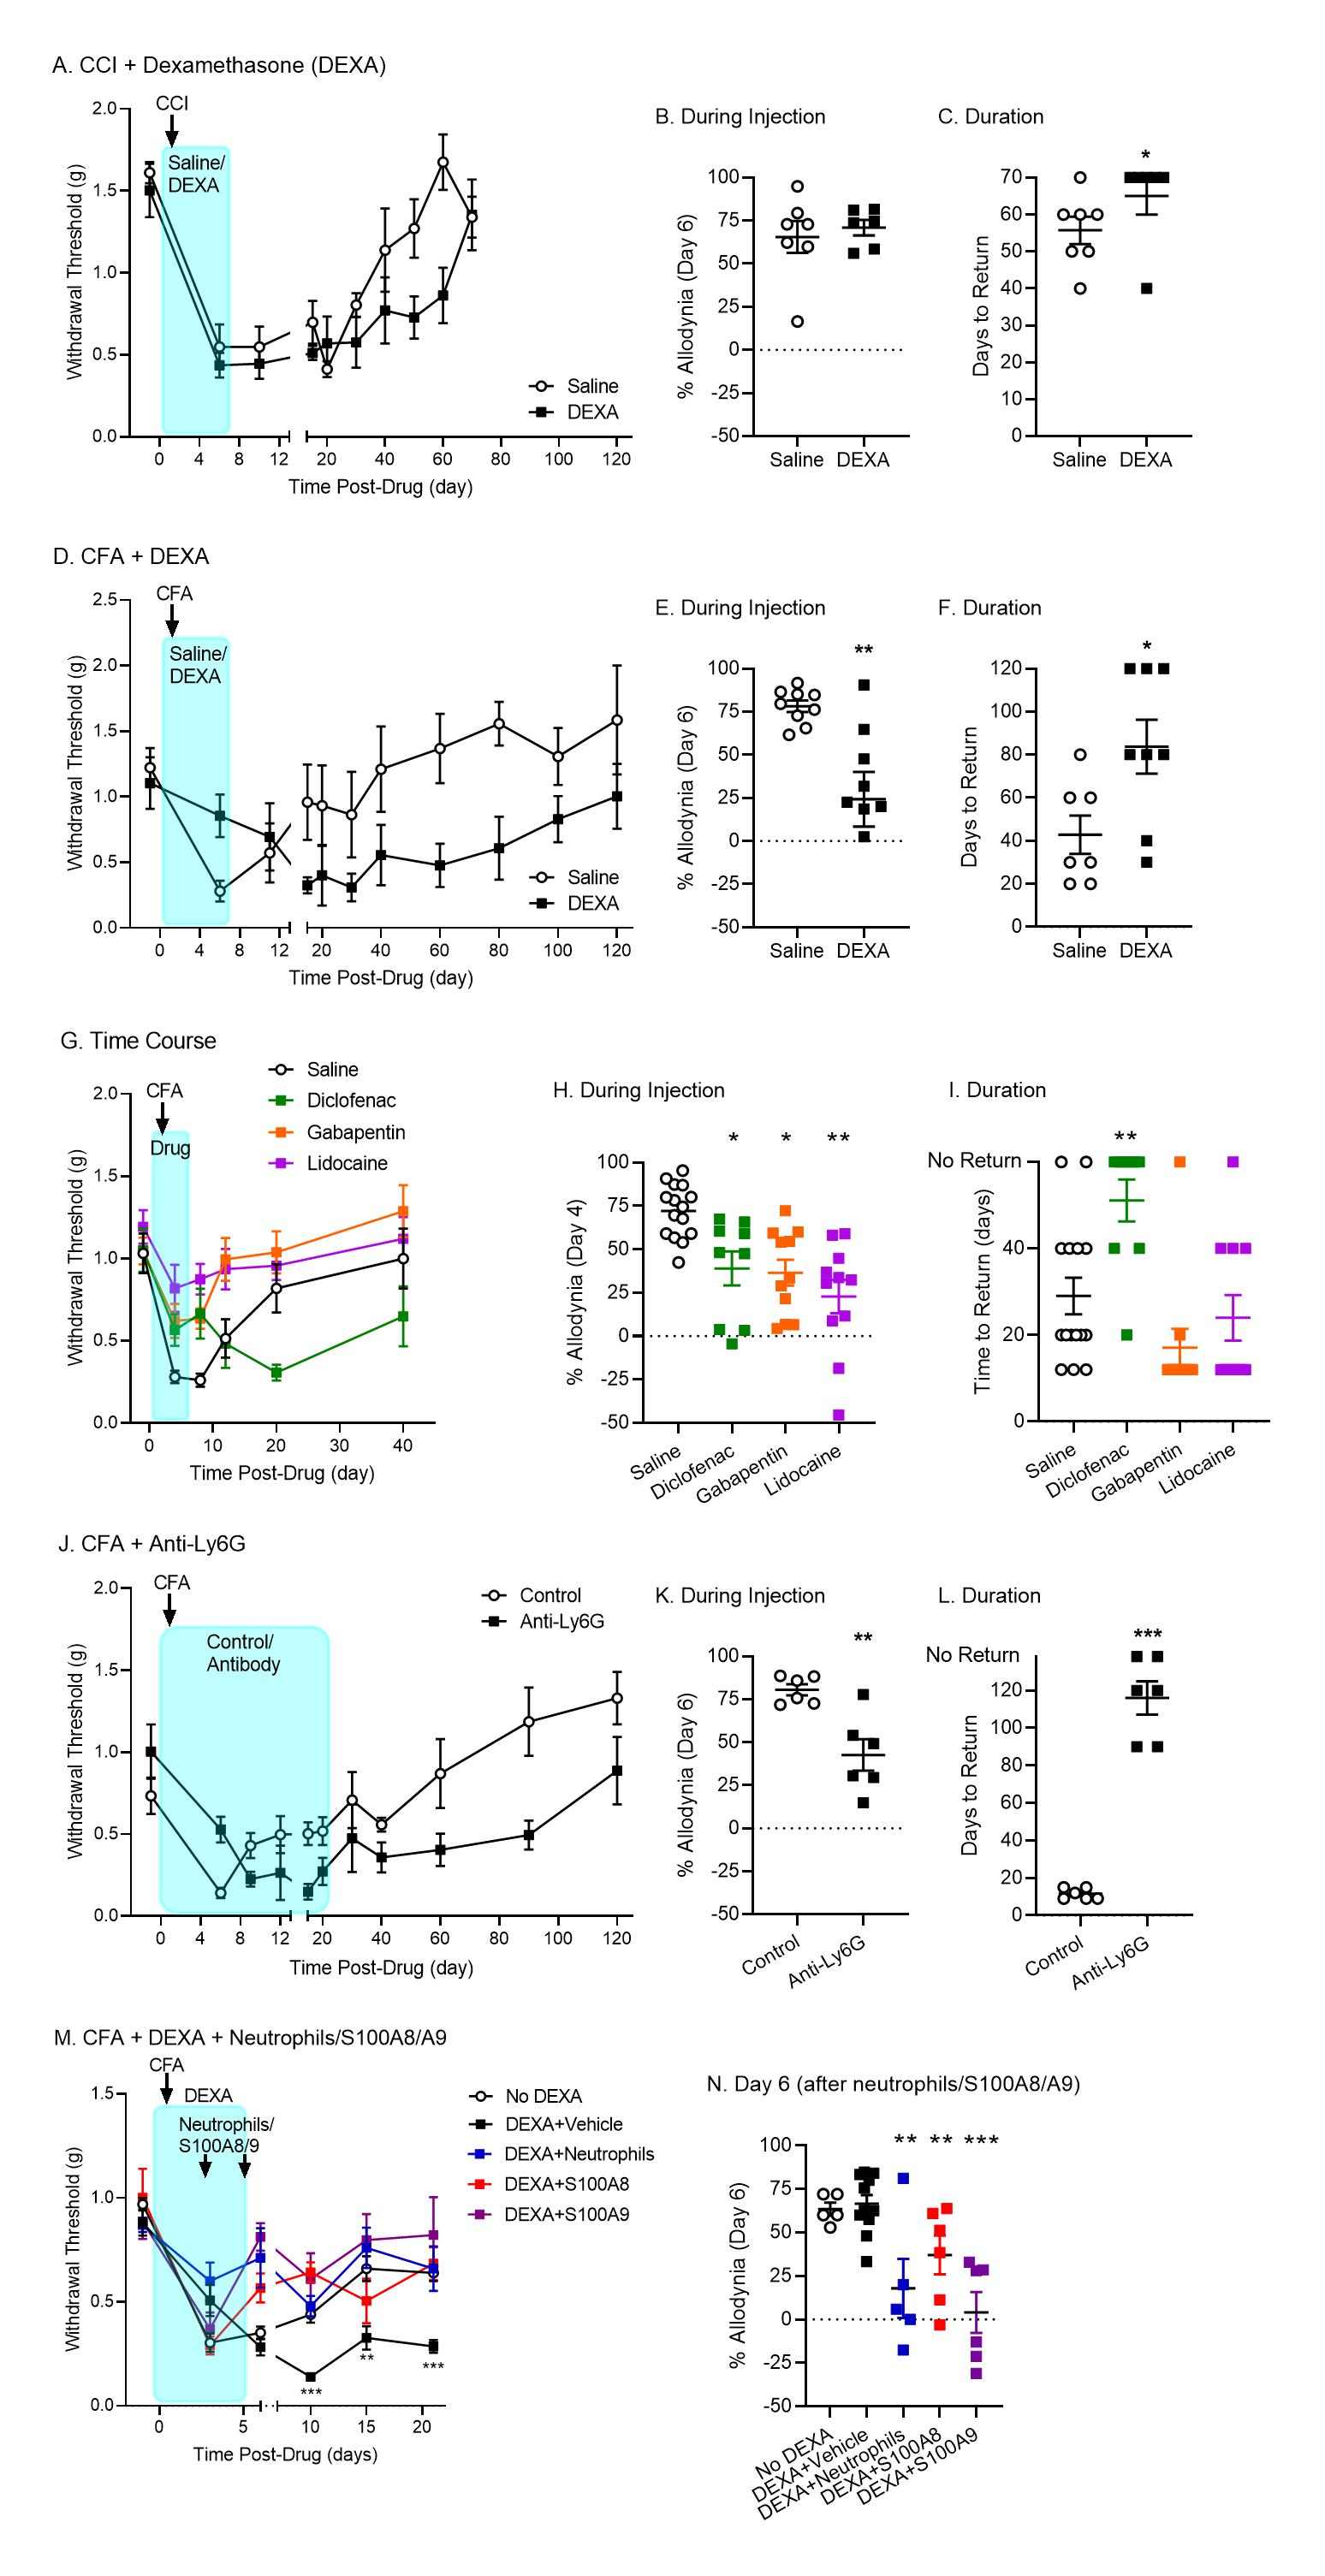 A. CCI + Dexamethasone (DEXA)
CCI
Saline/
DEXA
Withdrawal Threshold (g)
2.0
1.5
1.0
0.5
0.0
0 4 8 12 20 40 60 80 100 120
Time Post-Drug (day)
Saline
DEXA
B. During Injection
% Allodynia (Day 6)
100
75
50
25
0
-25
-50
Saline DEXA
C. Duration
*
Days to Return
70
60
50
40
30
20
10
0
Saline DEXA
D. CFA + DEXA
CFA
Saline/
DEXA
Withdrawal Threshold (g)
2.5
2.0
1.5
1.0
0.5
0.0
0 4 8 12 20 40 60 80 100 120
Time Post-Drug (day)
Saline
DEXA
E. During Injection
**
% Allodynia (Day 6)
100
75
50
25
0
-25
-50
Saline DEXA
F. Duration
*
Days to Return
120
100
80
60
40
20
0
Saline DEXA
G. Time Course
Saline
Diclofenac
Gabapentin
Lidocaine
CFA
Drug
Withdrawal Threshold (g)
2.0
1.5
1.0
0.5
0.0
0 10 20 30 40
Time Post-Drug (day)
H. During Injection
* * **
% Allodynia (Day 4)
100
75
50
25
0
-25
-50
Saline
Diclofenac
Gabapentin
Lidocaine
I. Duration
**
Time to Return (days)
No Return
40
20
0
Saline
Diclofenac
Gabapentin
Lidocaine
J. CFA + Anti-Ly6G
CFA
Control/
Antibody
Control
Anti-Ly6G
Withdrawal Threshold (g)
2.0
1.5
1.0
0.5
0.0
0 4 8 12 20 40 60 80 100 120
Time Post-Drug (day)
K. During Injection
**
% Allodynia (Day 6)
100
75
50
25
0
-25
-50
Control
Anti-Ly6G
L. Duration
***
Days to Return
No Return
120
100
80
60
40
20
0
Control
Anti-Ly6G
M. CFA + DEXA + Neutrophils/S100A8/A9
CFA
DEXA
Neutrophils/
S100A8/9
No DEXA
DEXA+Vehicle
DEXA+Neutrophils
DEXA+S100A8
DEXA+S100A9
Withdrawal Threshold (g)
1.5
1.0
0.5
0.0
*** ** ***
0 5 10 15 20
Time Post-Drug (days)
N. Day 6 (after neutrophils/S100A8/A9)
** ** ***
% Allodynia (Day 6)
100
75
50
25
0
-25
-50
No DEXA
DEXA+Vehicle
DEXA+Neutrophils
DEXA+S100A8
DEXA+S100A9